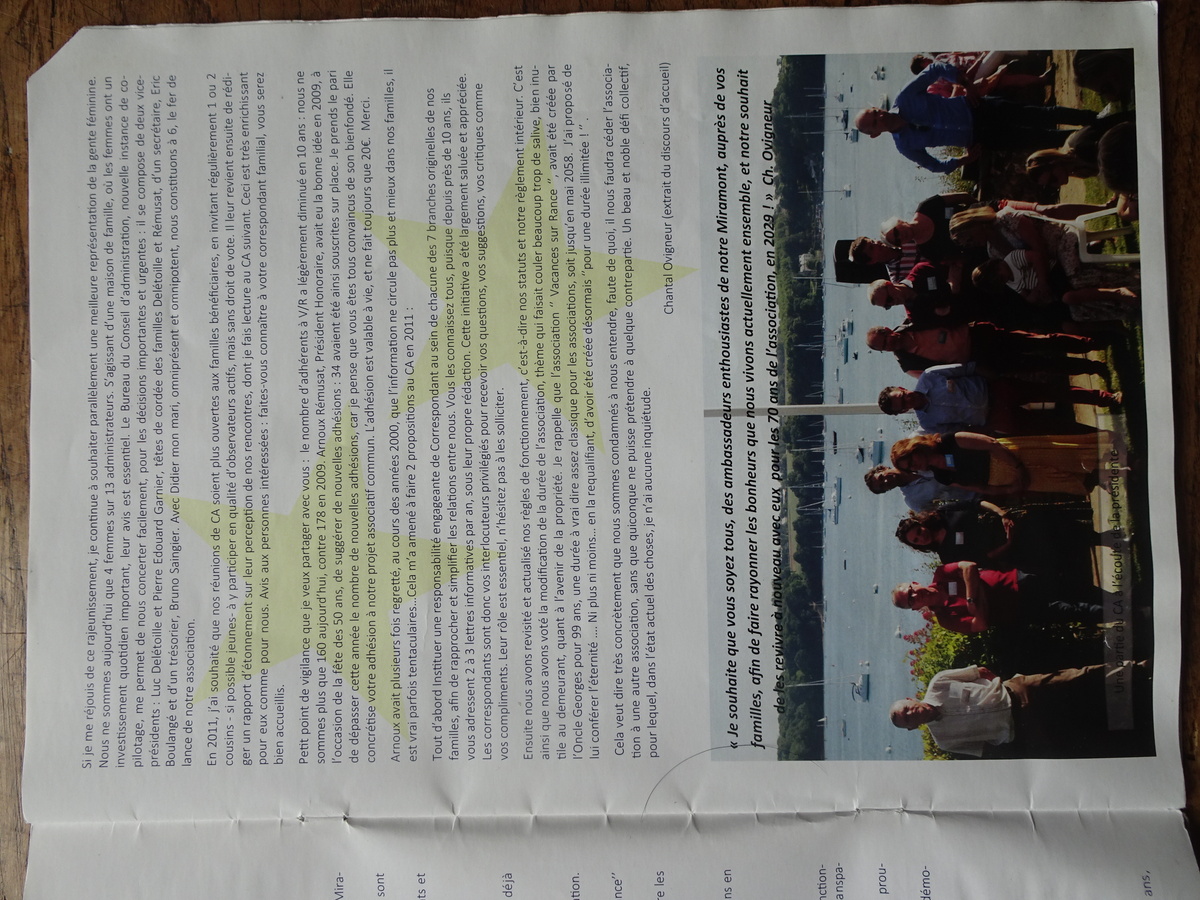 Mira-
sont
ts et
déjà
tion.
nce’’
re les
ns en
nction-
anspa-
prou-
démo-
ans,
Si je me réjouis de ce rajeunissement, je continue à souhaiter parallèlement une meilleure représentation de la gente féminine.
Nous ne sommes aujourd’hui que 4 femmes sur 13 administrateurs. S’agissant d’une maison de famille, où les femmes ont un
investissement quotidien important, leur avis est essentiel. Le Bureau du Conseil d’administration, nouvelle instance de co-
pilotage, me permet de nous concerter facilement, pour les décisions importantes et urgentes : il se compose de deux vice-
présidents : Luc Delétoille et Pierre Edouard Garnier, têtes de cordée des familles Delétoille et Rémusat, d’un secrétaire, Eric
Boulangé et d’un trésorier, Bruno Saingier. Avec Didier mon mari, omniprésent et omnipotent, nous constituons à 6, le fer de
lance de notre association.
En 2011, j’ai souhaité que nos réunions de CA soient plus ouvertes aux familles bénéficiaires, en invitant régulièrement 1 ou 2
cousins - si possible jeunes- à y participer en qualité d’observateurs actifs, mais sans droit de vote. Il leur revient ensuite de rédi-
ger un rapport d’étonnement sur leur perception de nos rencontres, dont je fais lecture au CA suivant. Ceci est très enrichissant
pour eux comme pour nous. Avis aux personnes intéressées : faites-vous connaître à votre correspondant familial, vous serez
bien accueillis.
Petit point de vigilance que je veux partager avec vous : le nombre d’adhérents à V/R a légèrement diminué en 10 ans : nous ne
sommes plus que 160 aujourd’hui, contre 178 en 2009. Arnoux Rémusat, Président Honoraire, avait eu la bonne idée en 2009, à
l’occasion de la fête des 50 ans, de suggérer de nouvelles adhésions : 34 avaient été ainsi souscrites sur place. Je prends le pari
de dépasser cette année le nombre de nouvelles adhésions, car je pense que vous êtes tous convaincus de son bienfondé. Elle
concrétise votre adhésion à notre projet associatif commun. L’adhésion est valable à vie, et ne fait toujours que 20€. Merci.
Arnoux avait plusieurs fois regretté, au cours des années 2000, que l’information ne circule pas plus et mieux dans nos familles, il
est vrai parfois tentaculaires...Cela m’a amené à faire 2 propositions au CA en 2011 :
Tout d’abord Instituer une responsabilité engageante de Correspondant au sein de chacune des 7 branches originelles de nos
familles, afin de rapprocher et simplifier les relations entre nous. Vous les connaissez tous, puisque depuis près de 10 ans, ils
vous adressent 2 à 3 lettres informatives par an, sous leur propre rédaction. Cette initiative a été largement saluée et appréciée.
Les correspondants sont donc vos interlocuteurs privilégiés pour recevoir vos questions, vos suggestions, vos critiques comme
vos compliments. Leur rôle est essentiel, n’hésitez pas à les solliciter.
Ensuite nous avons revisité et actualisé nos règles de fonctionnement, c’est-à-dire nos statuts et notre règlement intérieur. C’est
ainsi que nous avons voté la modification de la durée de l’association, thème qui faisait couler beaucoup trop de salive, bien inu-
tile au demeurant, quant à l’avenir de la propriété. Je rappelle que l’association ‘’ Vacances sur Rance ‘’, avait été créée par
l’Oncle Georges pour 99 ans, une durée à vrai dire assez classique pour les associations, soit jusqu’en mai 2058. J’ai proposé de
lui conférer l’éternité .... Ni plus ni moins... en la requalifiant, d’avoir été créée désormais ‘’pour une durée illimitée ! ‘’ .
Cela veut dire très concrètement que nous sommes condamnés à nous entendre, faute de quoi, il nous faudra céder l’associa-
tion à une autre association, sans que quiconque ne puisse prétendre à quelque contrepartie. Un beau et noble défi collectif,
pour lequel, dans l’état actuel des choses, je n’ai aucune inquiétude.
Chantal Ovigneur (extrait du discours d’accueil)
« Je souhaite que vous soyez tous, des ambassadeurs enthousiastes de notre Miramont, auprès de vos
familles, afin de faire rayonner les bonheurs que nous vivons actuellement ensemble, et notre souhait
de les revivre à nouveau avec eux pour les 70 ans de l’association, en 2029 ! » Ch. Ovigneur
Une partie du CA à l’écoute de la présidente